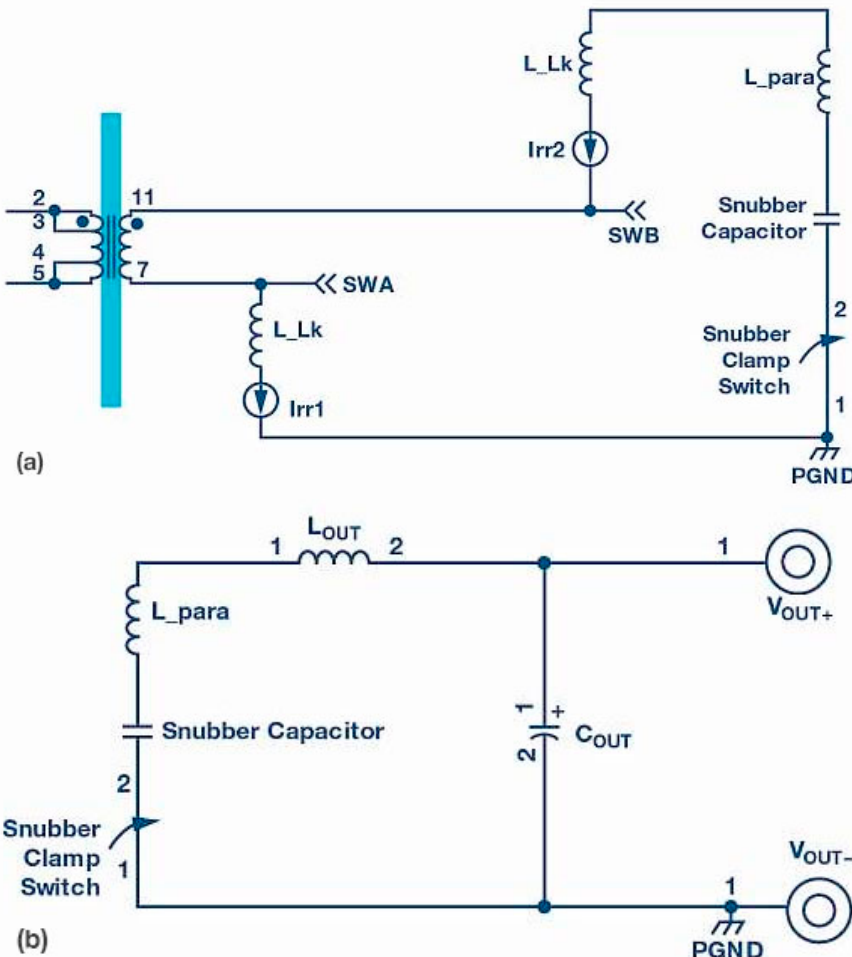 L_Lk
L_para
Irr2
2
11
3
Snubber
Capacitor
SWB
4
5
7
SWA
2
L_Lk
Snubber
Clamp
Switch
Irr1
1
(a)
PGND
LOUT
1
2
1
L_para
VOUT+
1
+
Snubber Capacitor
COUT
2
2
Snubber
Clamp
Switch
1
VOUT–
1
(b)
PGND